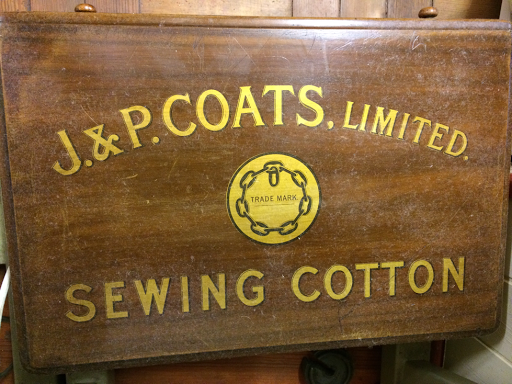 J. & P. COATS, LIMITED.
TRADE MARK
SEWING COTTON